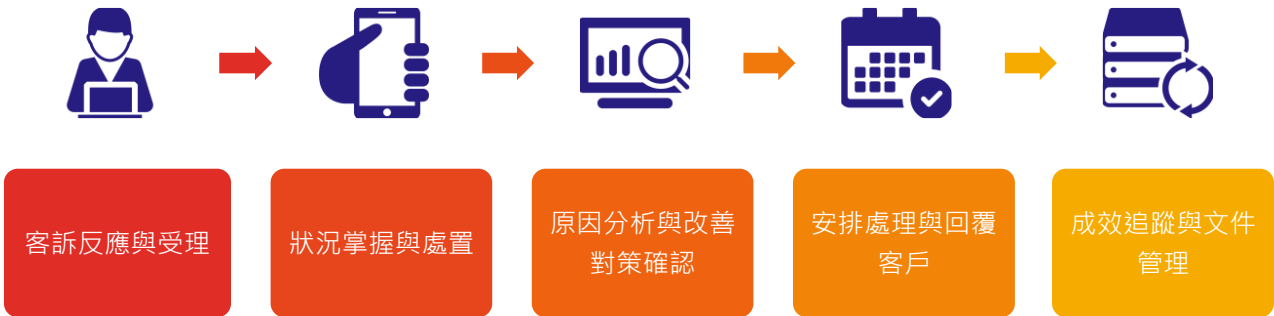 客訴反應與受理
狀況掌握與處置
原因分析與改善
對策確認
安排處理與回覆
客戶
成效追蹤與文件
管理